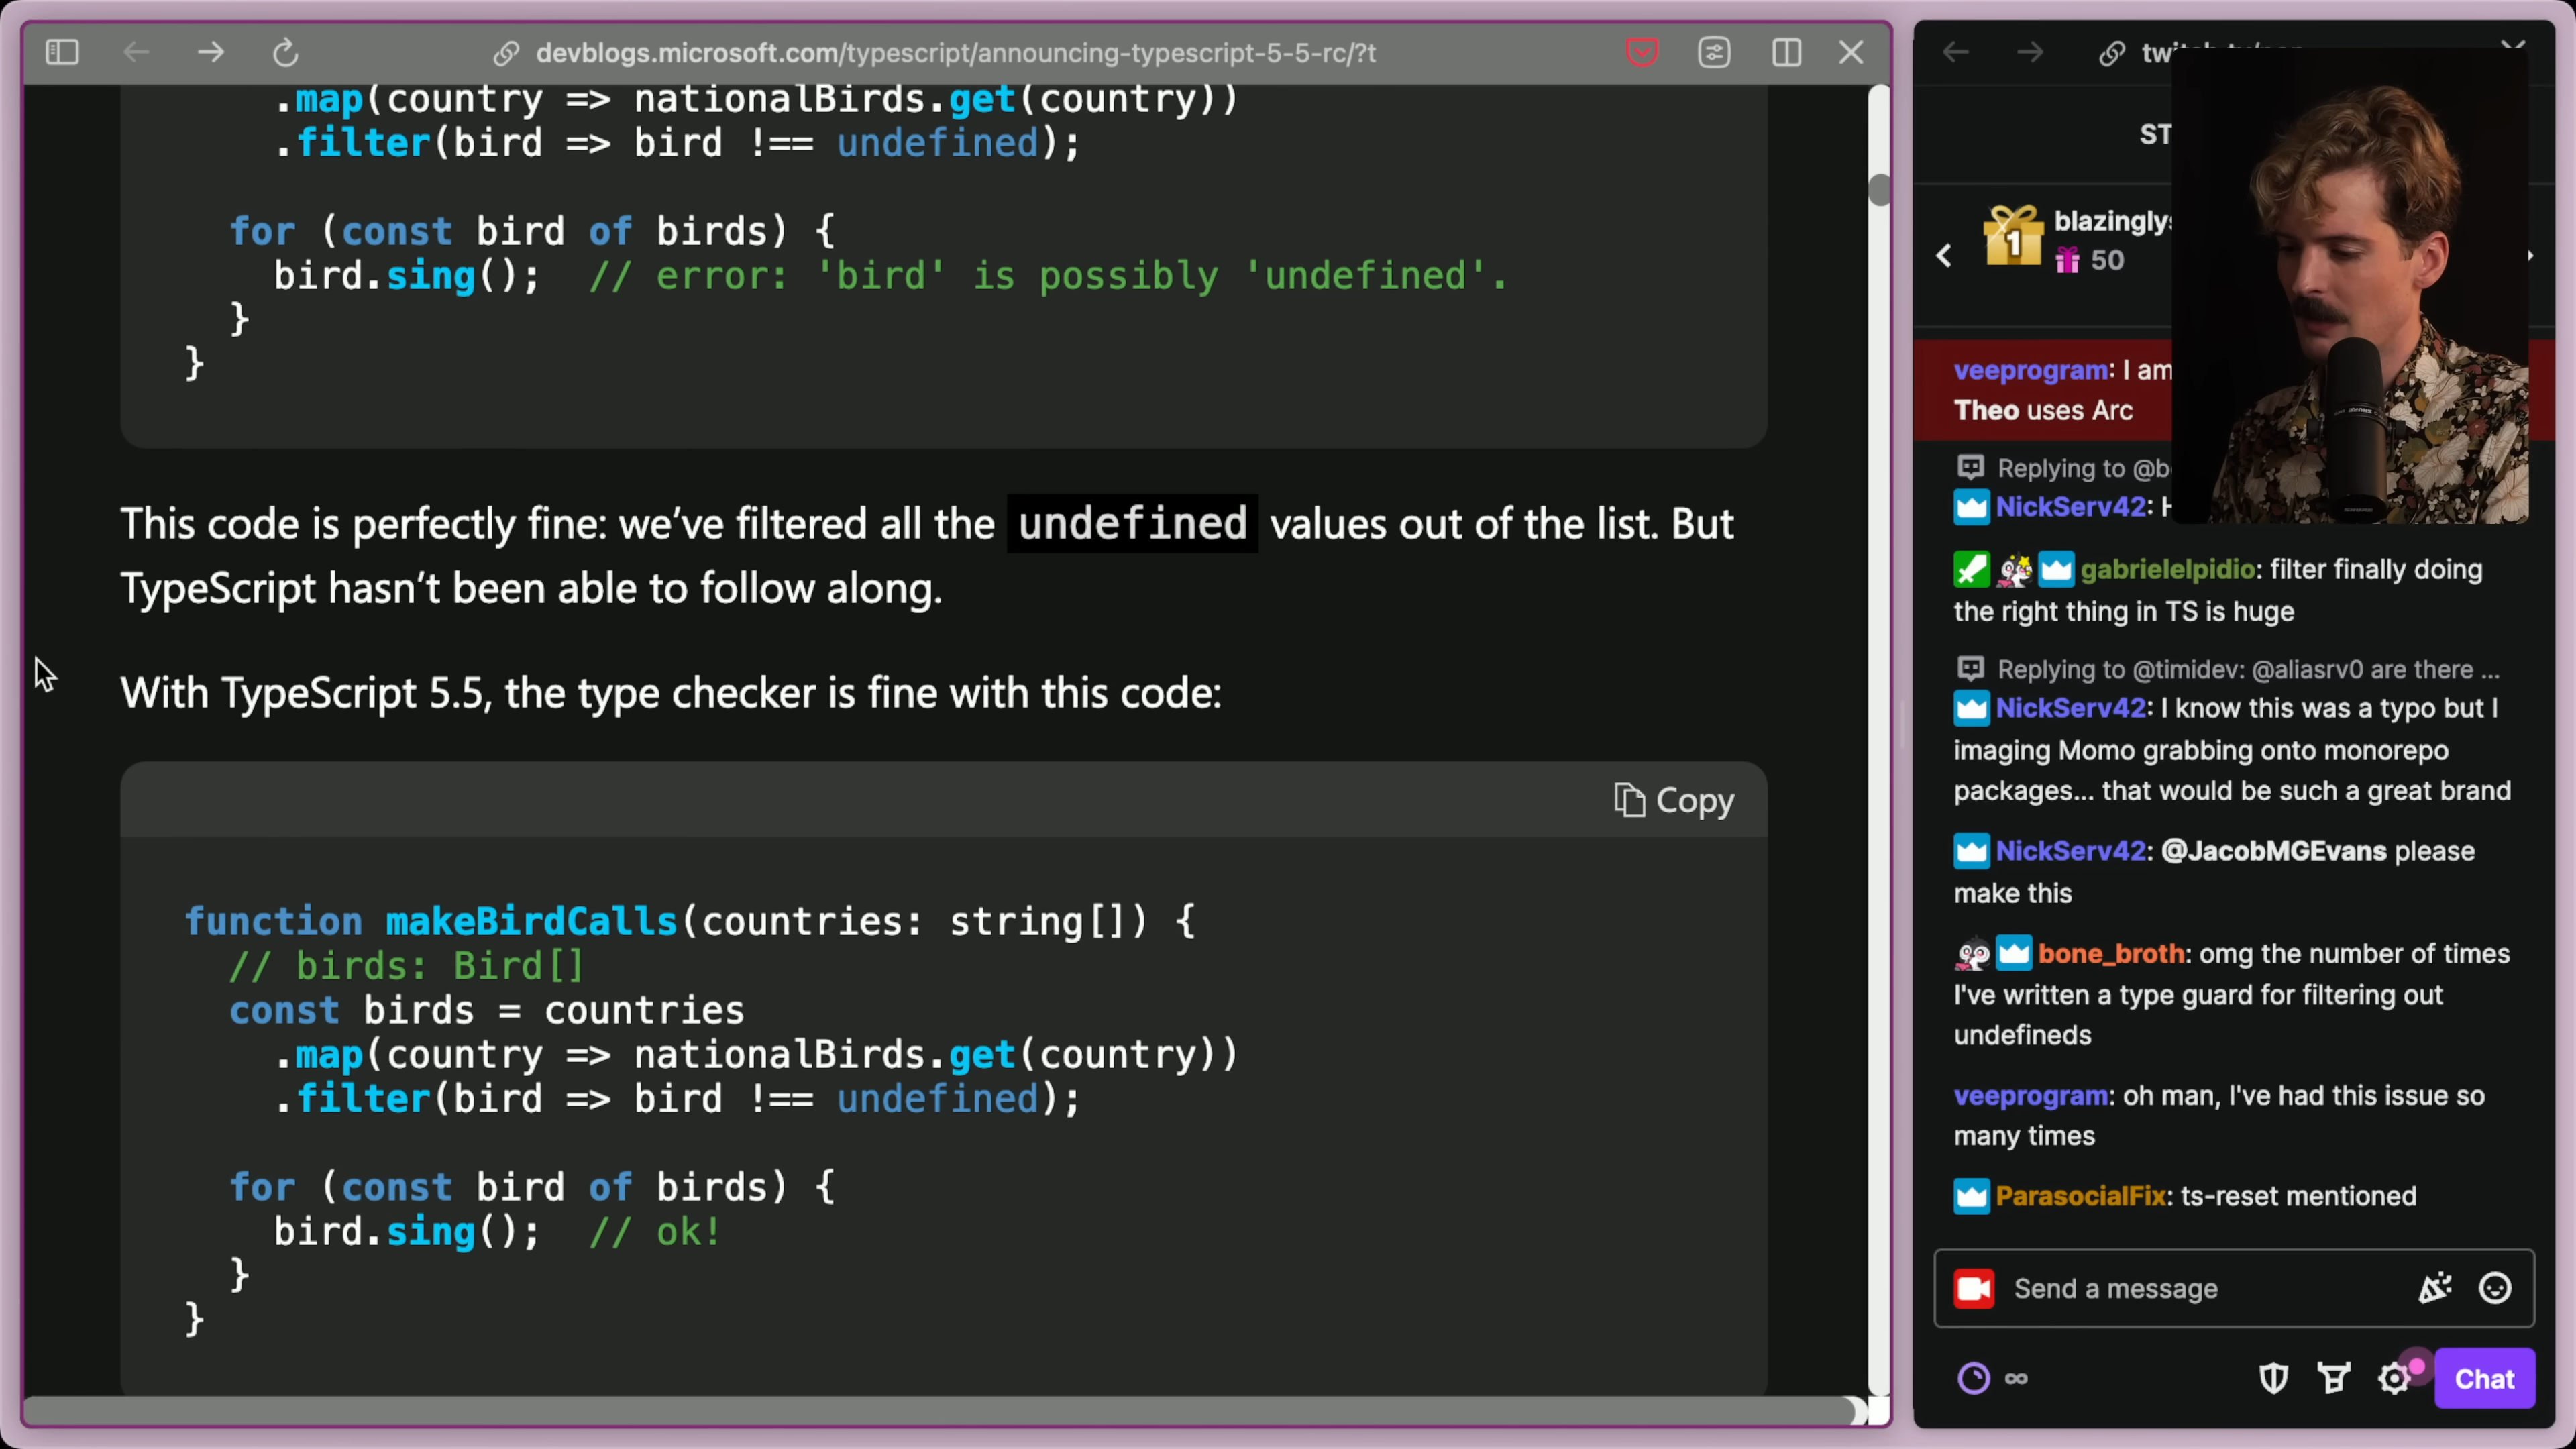 devblogs.microsoft.com/typescript/announcing-typescript-5-5-rc/?t
.map(country => nationalBirds.get(country))
.filter(bird => bird !== undefined);
for (const bird of birds) {
bird.sing(); // error: 'bird' is possibly 'undefined'.
}
}
This code is perfectly fine: we've filtered all the undefined values out of the list. But
TypeScript hasn't been able to follow along.
With TypeScript 5.5, the type checker is fine with this code:
Copy
function makeBirdCalls(countries: string[]) {
// birds: Bird[]
const birds = countries
.map(country => nationalBirds.get(country))
.filter(bird => bird !== undefined);
for (const bird of birds) {
bird.sing(); // ok!
}
}
ST
1
blazingly
50
veeprogram: I am
Theo uses Arc
Replying to @b
NickServ42: H
gabrielelpidio: filter finally doing
the right thing in TS is huge
Replying to @timidev: @aliasrv0 are there ...
NickServ42: I know this was a typo but I
imaging Momo grabbing onto monorepo
packages... that would be such a great brand
NickServ42: @JacobMGEvans please
make this
bone_broth: omg the number of times
I've written a type guard for filtering out
undefineds
veeprogram: oh man, I've had this issue so
many times
ParasocialFix: ts-reset mentioned
Send a message
∞
Chat